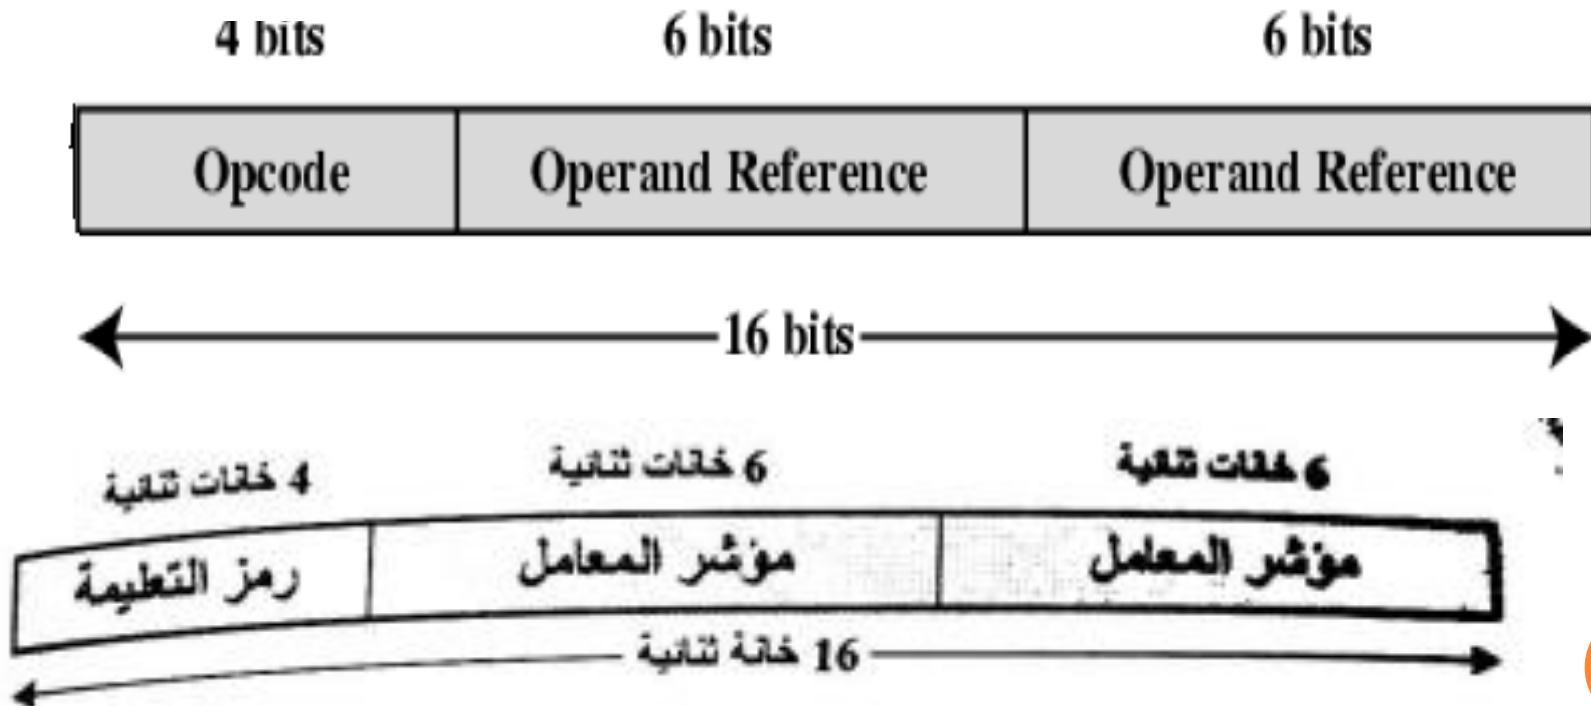 4 bits 6 bits 6 bits
Opcode Operand Reference Operand Reference
16 bits
4 خانات ثنائية 6 خانات ثنائية 6 خانات ثنائية
رمز التعليمة مؤشر المعامل مؤشر المعامل
16 خانة ثنائية